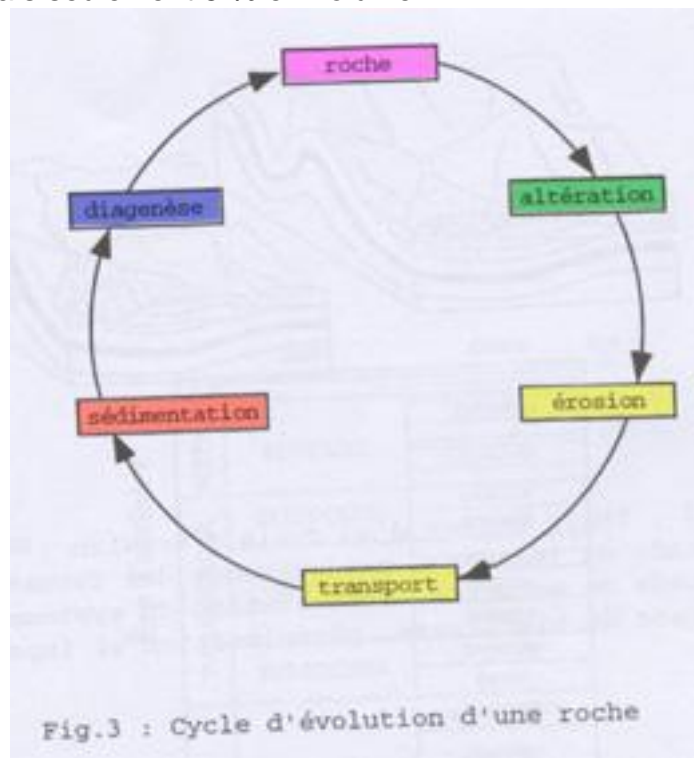 roche
altération
érosion
transport
sédimentation
diagenèse
Fig.3 : Cycle d'évolution d'une roche